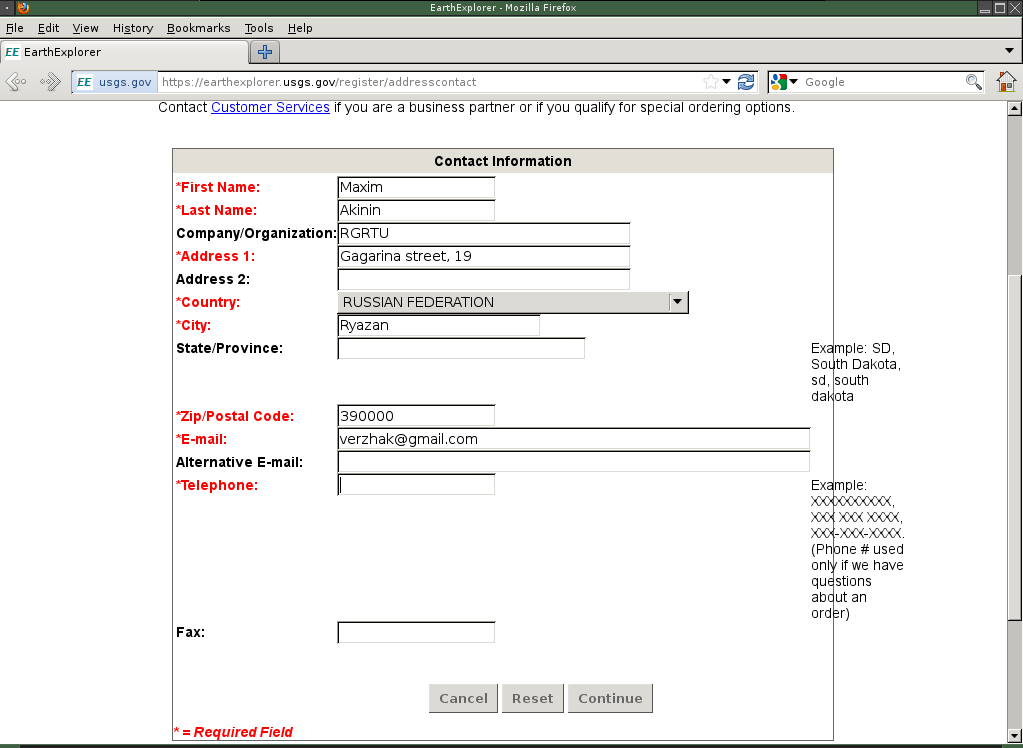 EarthExplorer - Mozilla Firefox
File Edit View History Bookmarks Tools Help
EE EarthExplorer
EE usgs.gov https://earthexplorer.usgs.gov/register/addresscontact Google
Contact Customer Services if you are a business partner or if you qualify for special ordering options.
Contact Information
*First Name: Maxim
*Last Name: Akinin
Company/Organization: RGRTU
*Address 1: Gagarina street, 19
Address 2:
*Country: RUSSIAN FEDERATION
*City: Ryazan
State/Province: Example: SD,
South Dakota,
sd, south
dakota
*Zip/Postal Code: 390000
*E-mail: verzhak@gmail.com
Alternative E-mail:
*Telephone: Example:
XXXXXXXXXX,
XXX XXX XXXX,
XXX-XXX-XXXX.
(Phone # used
only if we have
questions
about an
order)
Fax:
Cancel Reset Continue
* = Required Field